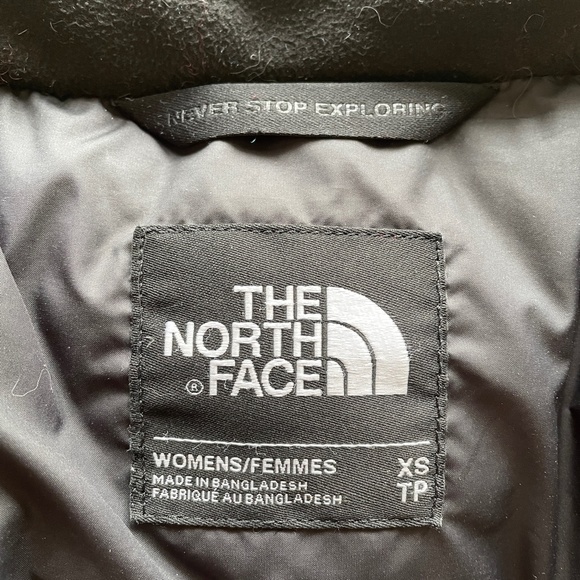 NEVER STOP EXPLORING
THE
NORTH
® FACE
WOMENS/FEMMES XS
MADE IN BANGLADESH TP
FABRIQUÉ AU BANGLADESH